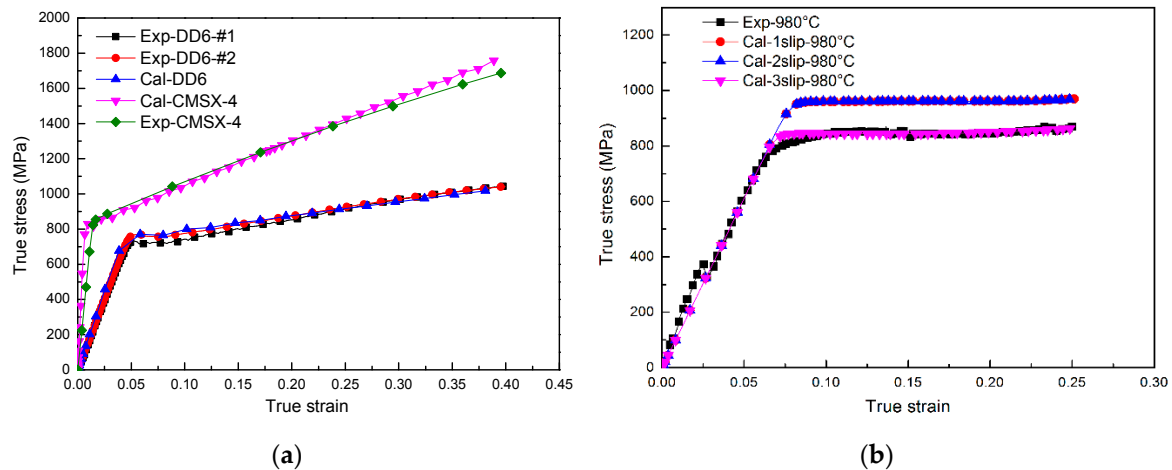 2000
1800
1600
1400
1200
1000
800
600
400
200
0
True stress (MPa)
Exp-DD6-#1
Exp-DD6-#2
Cal-DD6
Cal-CMSX-4
Exp-CMSX-4
0.00 0.05 0.10 0.15 0.20 0.25 0.30 0.35 0.40 0.45
True strain
(a)
1200
1000
800
600
400
200
0
True stress (MPa)
Exp-980°C
Cal-1slip-980°C
Cal-2slip-980°C
Cal-3slip-980°C
0.00 0.05 0.10 0.15 0.20 0.25 0.30
True strain
(b)